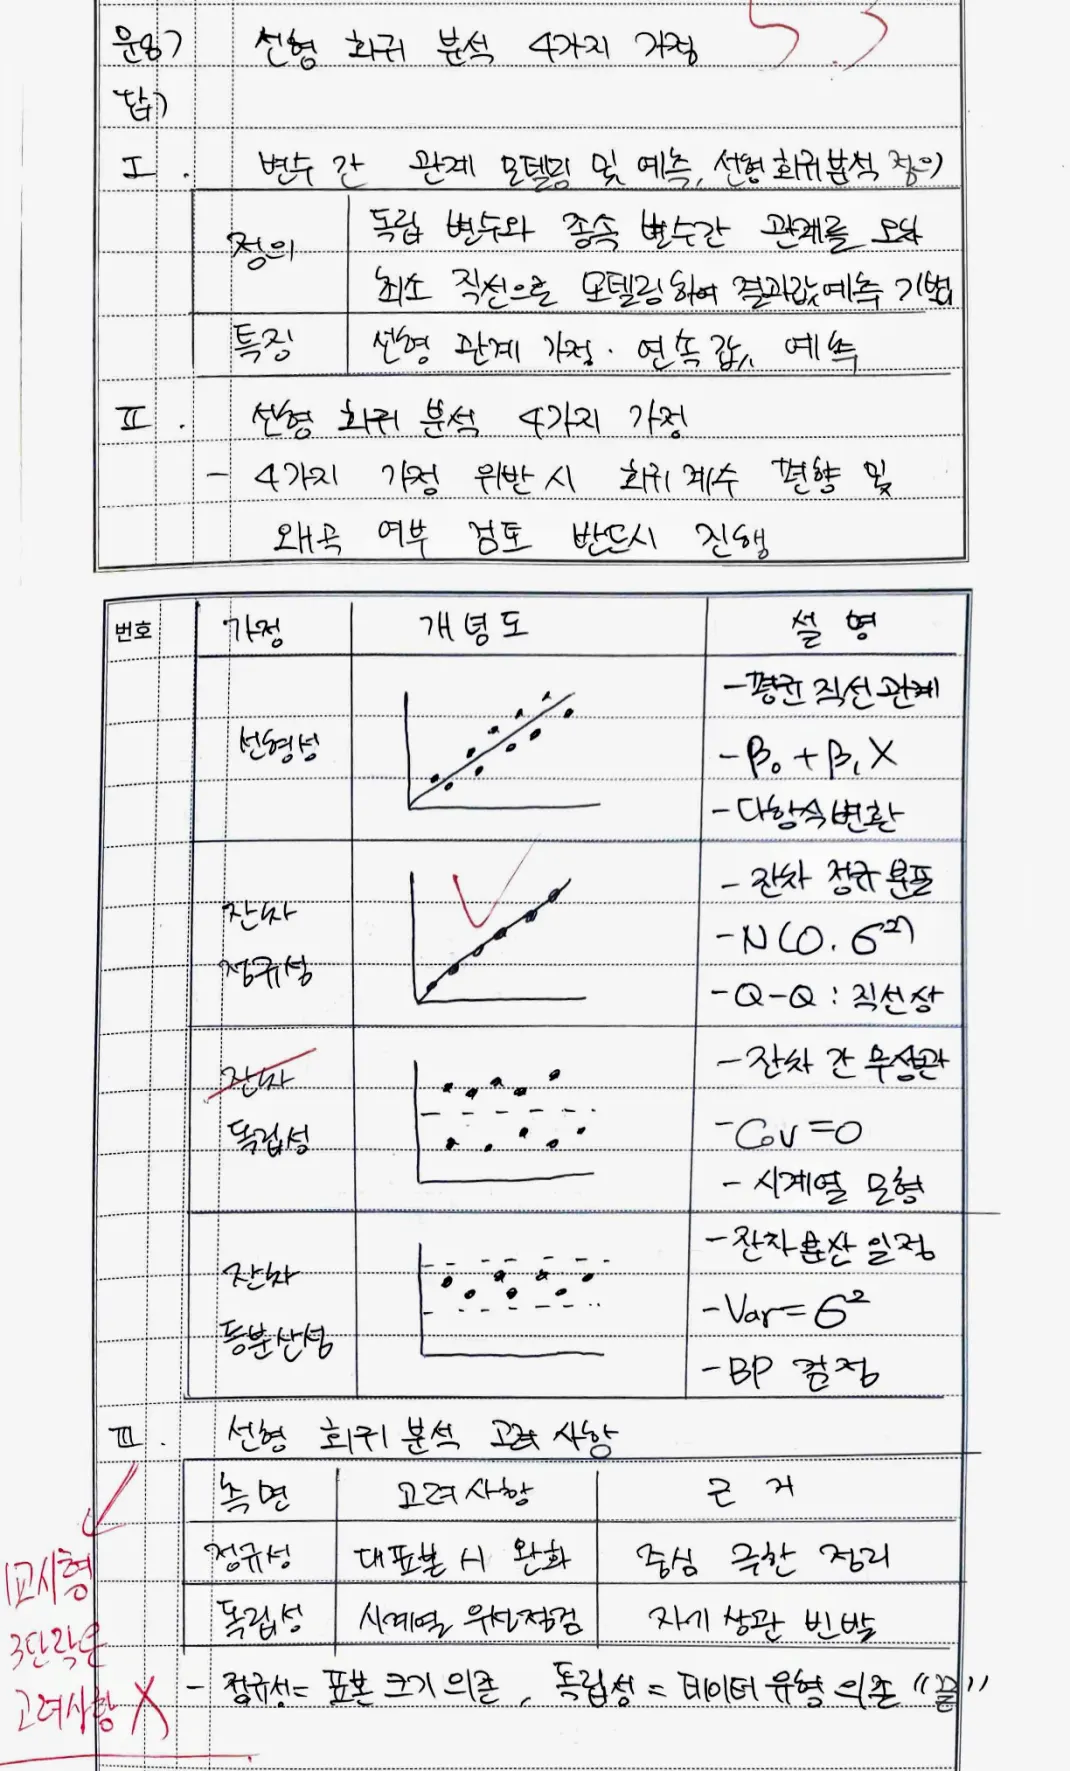 5.3
문8) 선형 회귀 분석 4가지 가정
답)
I. 변수 간 관계 모델링 및 예측, 선형회귀분석 정의
정의 독립 변수와 종속 변수간 관계를 오차
최소 직선으로 모델링하여 결과값예측 기법
특징 선형 관계 가정. 연속값, 예측
II. 선형 회귀 분석 4가지 가정
- 4가지 가정 위반 시 회귀계수 편향 및
왜곡 여부 검토 반드시 진행
번호 가정 개념도 설명
선형성
- 평균 직선관계
- β₀ + β₁X
- 다항식변환
잔차
정규성
- 잔차 정규분포
- N(0, σ²)
- Q-Q : 직선상
잔차
독립성
- 잔차 간 무상관
- Cov=0
- 시계열 모형
잔차
등분산성
- 잔차분산 일정
- Var=σ²
- BP 검정
III. 선형 회귀분석 고려사항
측면 고려사항 근거
정규성 대표본 시 완화 중심 극한 정리
독립성 시계열 우선점검 자기 상관 빈발
- 정규성= 표본 크기 의존, 독립성= 데이터 유형 의존 "끝"
1교시형
3단락은
고려사항 X